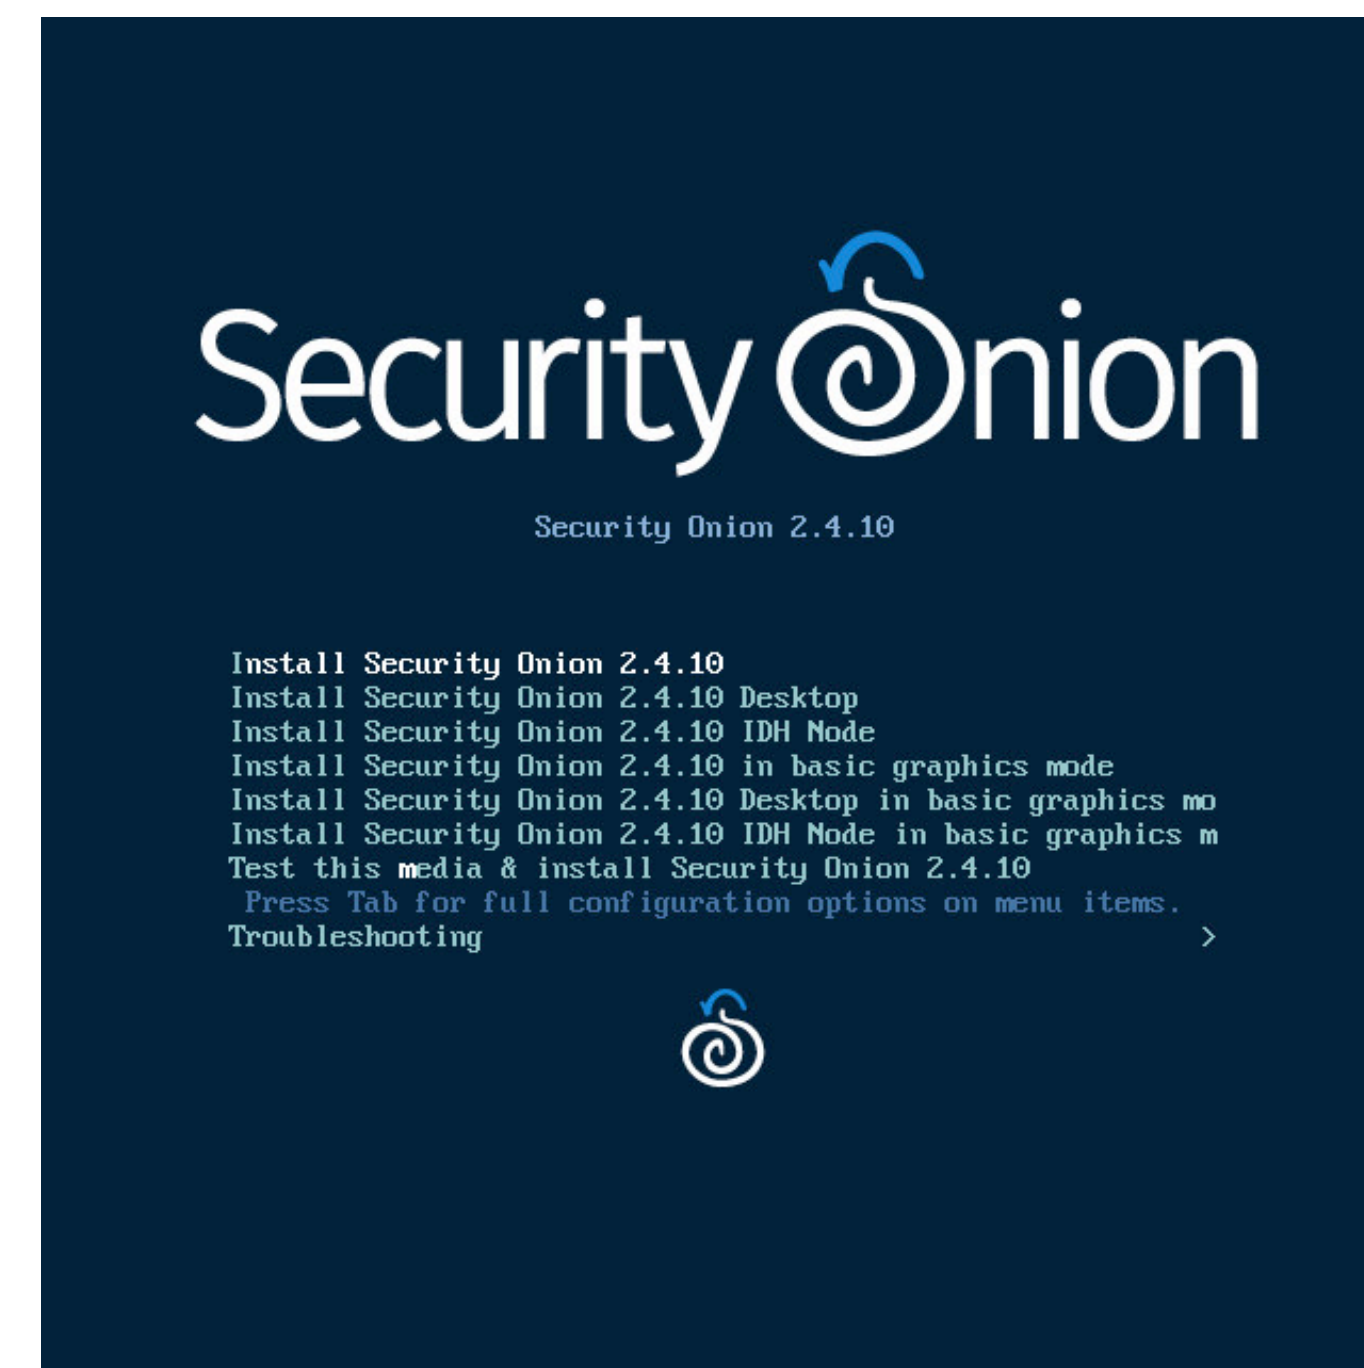 Security Onion
Security Onion 2.4.10
Install Security Onion 2.4.10
Install Security Onion 2.4.10 Desktop
Install Security Onion 2.4.10 IDH Node
Install Security Onion 2.4.10 in basic graphics mode
Install Security Onion 2.4.10 Desktop in basic graphics mo
Install Security Onion 2.4.10 IDH Node in basic graphics m
Test this media & install Security Onion 2.4.10
Press Tab for full configuration options on menu items.
Troubleshooting >